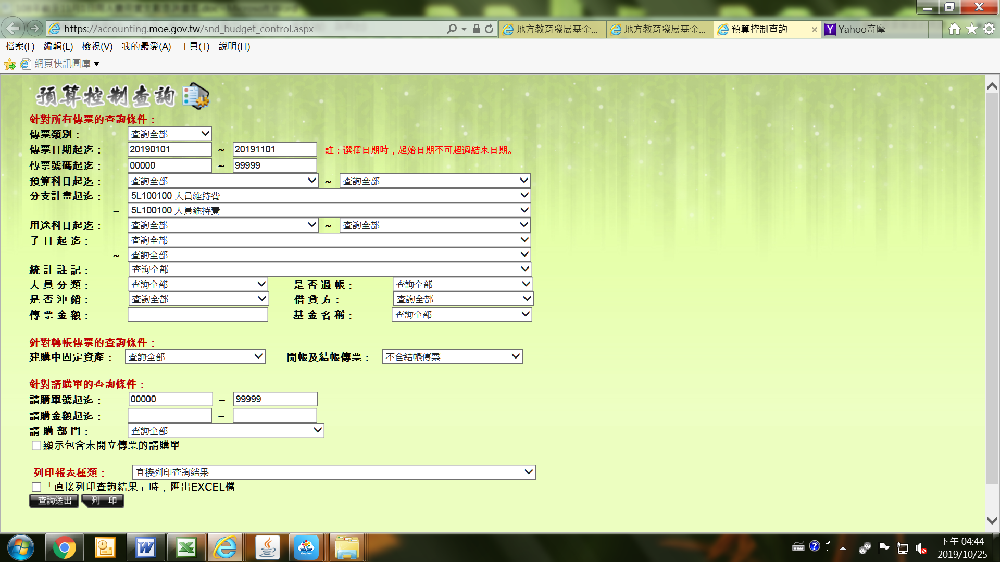 https://accounting.moe.gov.tw/snd_budget_control.aspx
地方教育發展基金...
地方教育發展基金...
預算控制查詢
Yahoo奇摩
檔案(F) 編輯(E) 檢視(V) 我的最愛(A) 工具(T) 說明(H)
網頁快訊圖庫
預算控制查詢
針對所有傳票的查詢條件：
傳票類別： 查詢全部
傳票日期起迄： 20190101 ~ 20191101 註：選擇日期時，起始日期不可超過結束日期。
傳票號碼起迄： 00000 ~ 99999
預算科目起迄： 查詢全部 ~ 查詢全部
分支計畫起迄： 5L100100 人員維持費
~ 5L100100 人員維持費
用途科目起迄： 查詢全部 ~ 查詢全部
子目起迄： 查詢全部
~ 查詢全部
統計註記： 查詢全部
人員分類： 查詢全部 是否過帳： 查詢全部
是否沖銷： 查詢全部 借貸方： 查詢全部
傳票金額： 基金名稱： 查詢全部
針對轉帳傳票的查詢條件：
建購中固定資產： 查詢全部 開帳及結帳傳票： 不含結帳傳票
針對請購單的查詢條件：
請購單號起迄： 00000 ~ 99999
請購金額起迄： ~
請購部門： 查詢全部
顯示包含未開立傳票的請購單
列印報表種類： 直接列印查詢結果
「直接列印查詢結果」時，匯出EXCEL檔
查詢送出 列 印
下午 04:44
2019/10/25